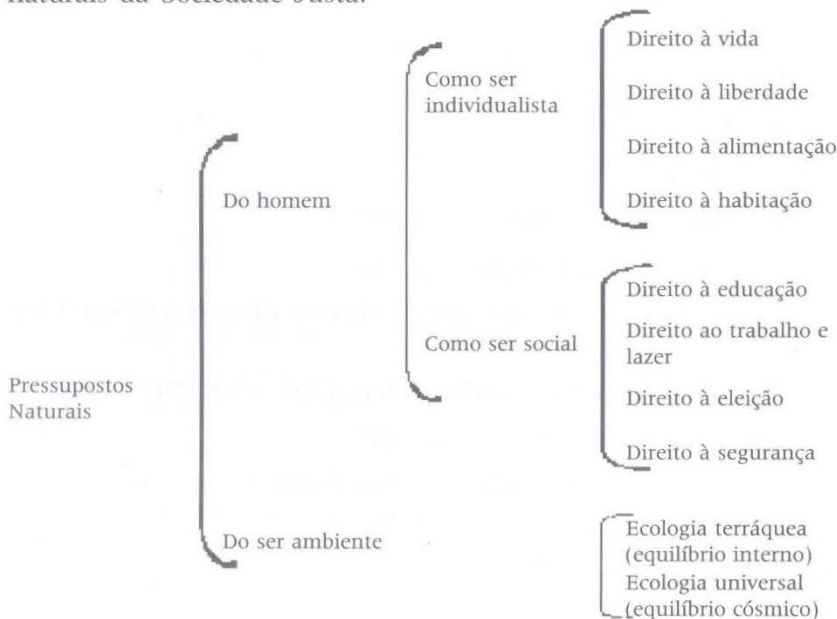 naturais da Sociedade Justa:
Pressupostos
Naturais
Do homem
Como ser
individualista
Direito à vida
Direito à liberdade
Direito à alimentação
Direito à habitação
Como ser social
Direito à educação
Direito ao trabalho e
lazer
Direito à eleição
Direito à segurança
Do ser ambiente
Ecologia terráquea
(equilíbrio interno)
Ecologia universal
(equilíbrio cósmico)